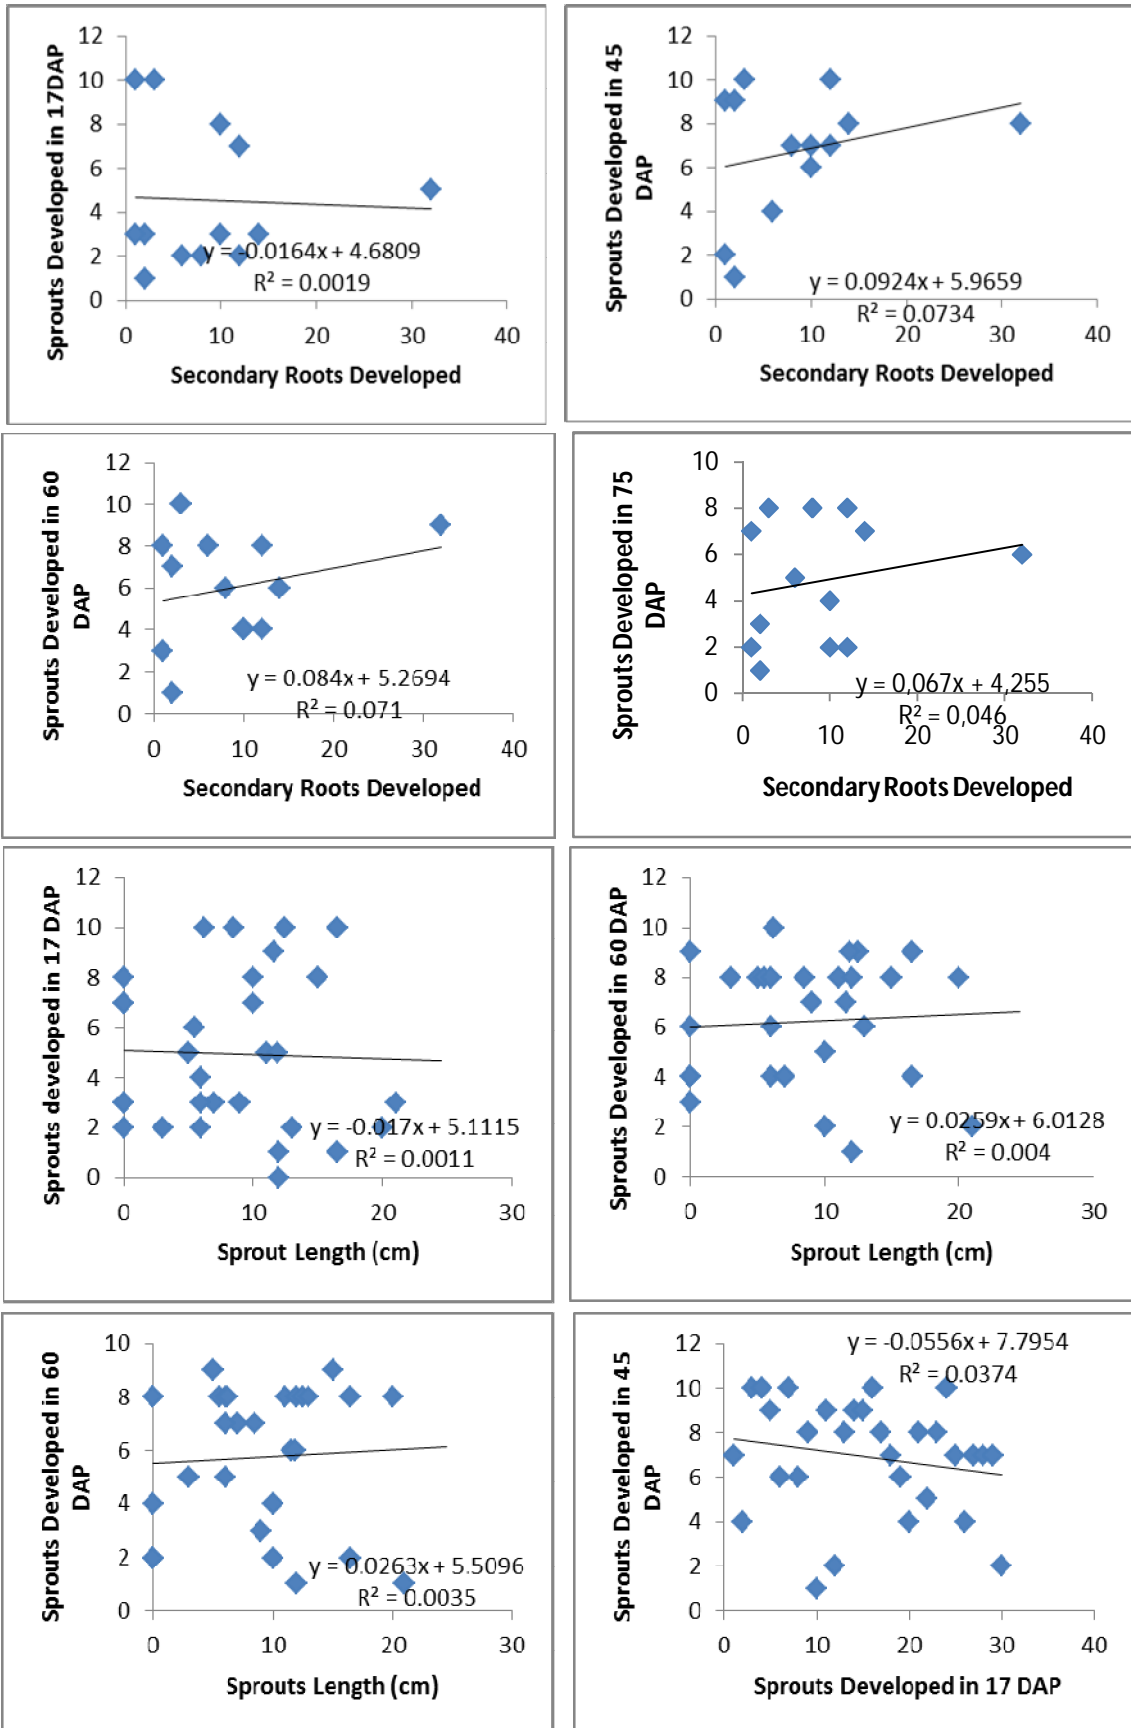 Sprouts Developed in 17DAP
12
10
8
6
4
2
0
y = -0.0164x + 4.6809
R² = 0.0019
0 10 20 30 40
Secondary Roots Developed
Sprouts Developed in 45
DAP
12
10
8
6
4
2
0
y = 0.0924x + 5.9659
R² = 0.0734
0 10 20 30 40
Secondary Roots Developed
Sprouts Developed in 60
DAP
12
10
8
6
4
2
0
y = 0.084x + 5.2694
R² = 0.071
0 10 20 30 40
Secondary Roots Developed
Sprouts Developed in 75
DAP
10
8
6
4
2
0
y = 0,067x + 4,255
R² = 0,046
0 10 20 30 40
Secondary Roots Developed
Sprouts developed in 17 DAP
12
10
8
6
4
2
0
y = -0.017x + 5.1115
R² = 0.0011
0 10 20 30
Sprout Length (cm)
Sprouts Developed in 60 DAP
12
10
8
6
4
2
0
y = 0.0259x + 6.0128
R² = 0.004
0 10 20 30
Sprout Length (cm)
Sprouts Developed in 60
DAP
10
8
6
4
2
0
y = 0.0263x + 5.5096
R² = 0.0035
0 10 20 30
Sprouts Length (cm)
Sprouts Developed in 45
DAP
12
10
8
6
4
2
0
y = -0.0556x + 7.7954
R² = 0.0374
0 10 20 30 40
Sprouts Developed in 17 DAP